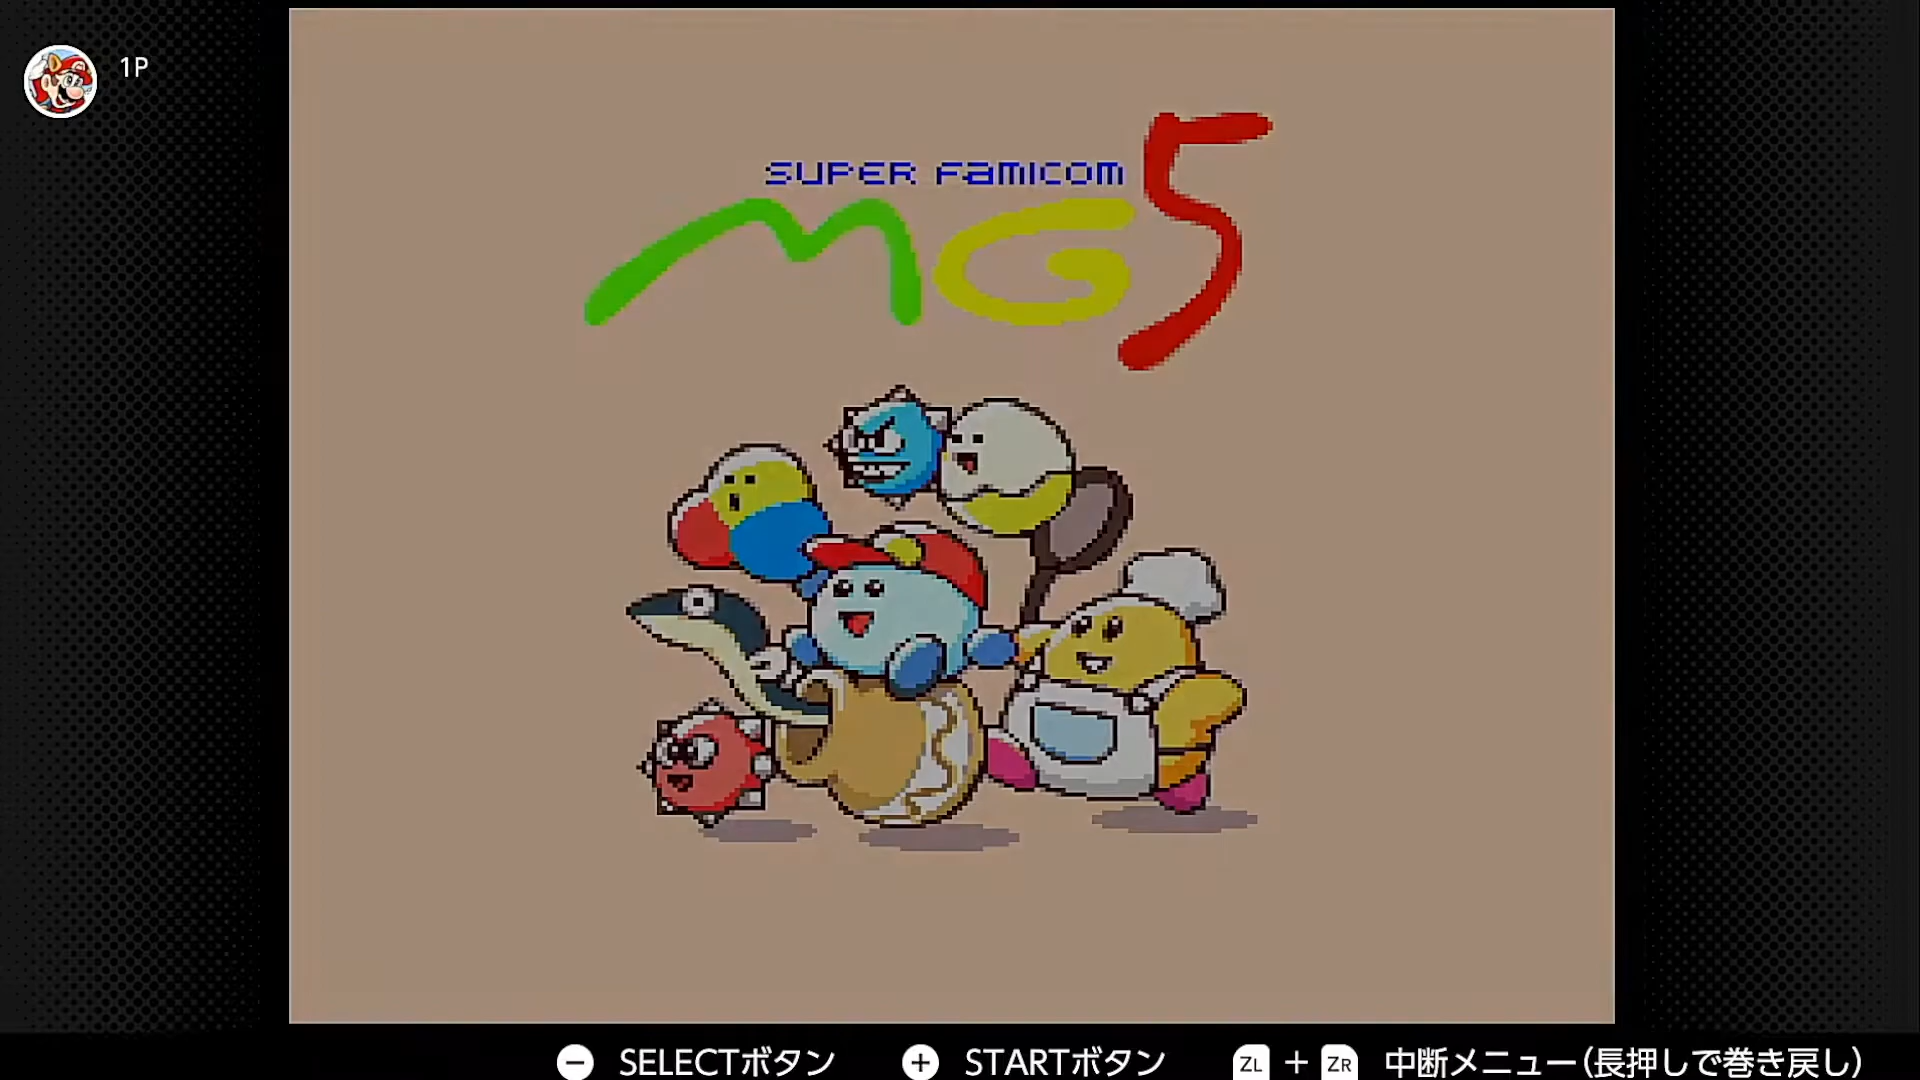 1P
SUPER FAMICOM
MG5
SELECTボタン
STARTボタン
ZL + ZR 中断メニュー(長押しで巻き戻し)